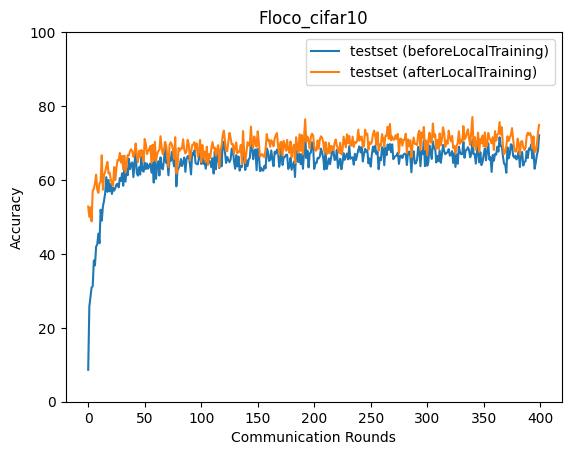 Floco_cifar10
testset (beforeLocalTraining)
testset (afterLocalTraining)
Accuracy
100
80
60
40
20
0
0 50 100 150 200 250 300 350 400
Communication Rounds